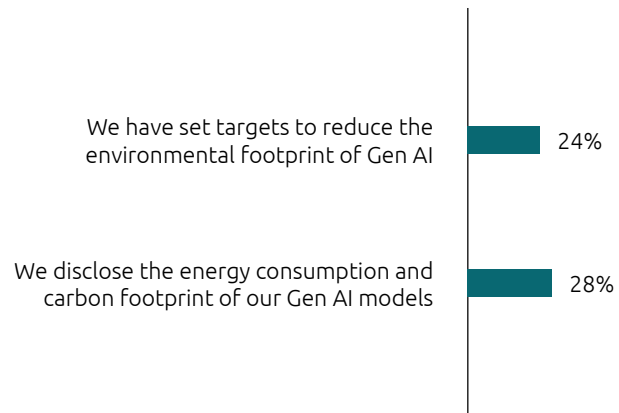 We have set targets to reduce the
environmental footprint of Gen AI
24%
We disclose the energy consumption and
carbon footprint of our Gen AI models
28%